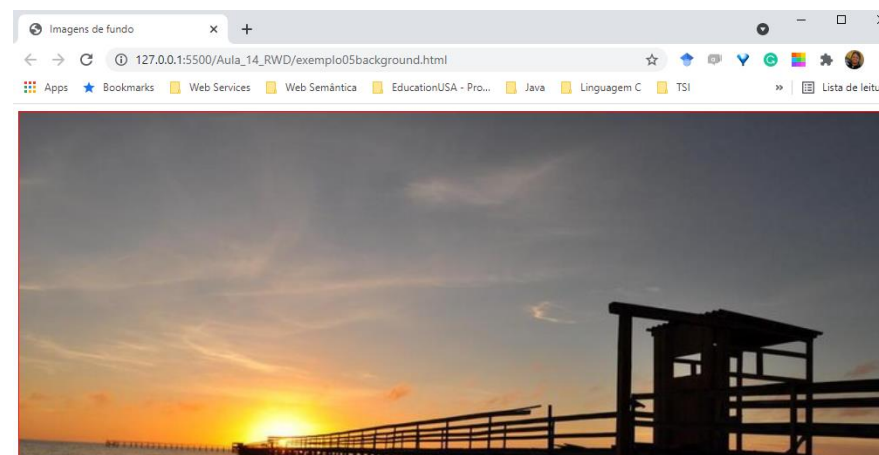 Imagens de fundo
127.0.0.1:5500/Aula_14_RWD/exemplo05background.html
Apps Bookmarks Web Services Web Semântica EducationUSA - Pro... Java Linguagem C TSI » Lista de leitu